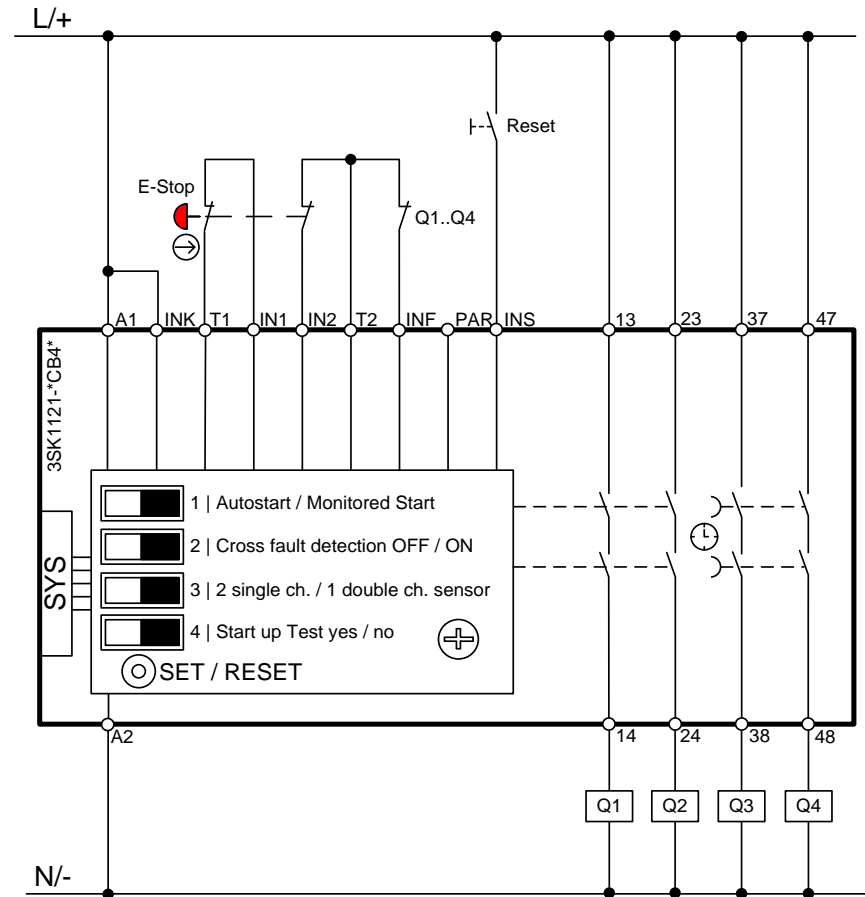 L/+
Reset
E-Stop
Q1..Q4
A1 INK T1 IN1 IN2 T2 INF PAR INS 13 23 37 47
3SK1121-*CB4*
1 | Autostart / Monitored Start
2 | Cross fault detection OFF / ON
3 | 2 single ch. / 1 double ch. sensor
4 | Start up Test yes / no
SYS
SET / RESET
A2 14 24 38 48
Q1 Q2 Q3 Q4
N/-